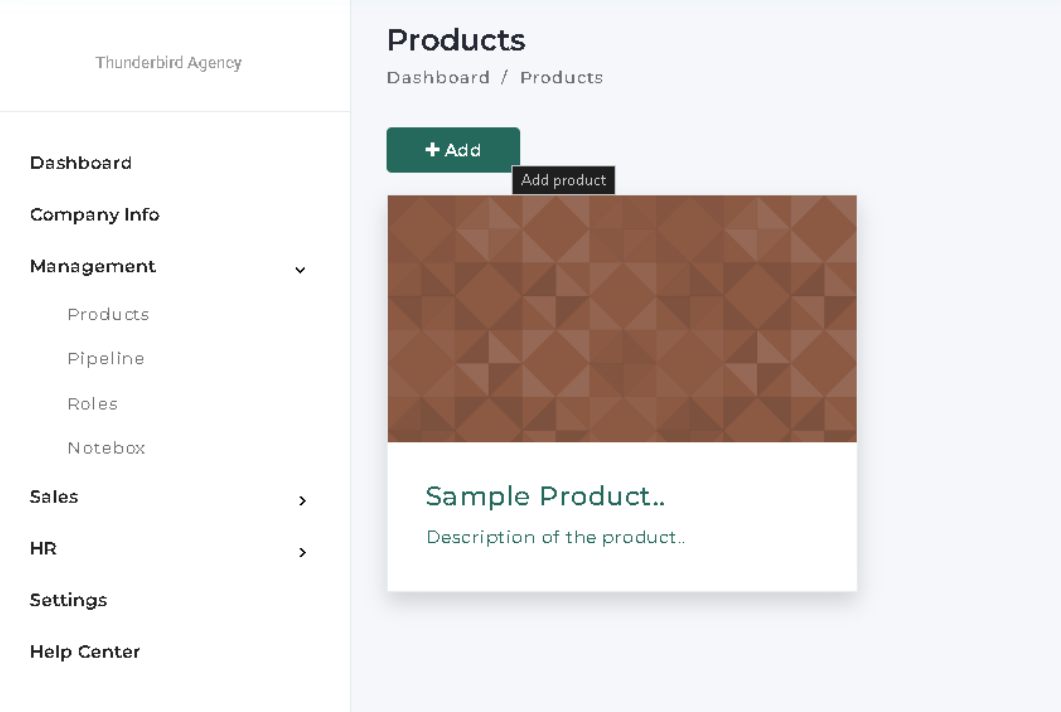 Thunderbird Agency
Dashboard
Company Info
Management
Products
Pipeline
Roles
Notebox
Sales
HR
Settings
Help Center
Products
Dashboard / Products
+ Add
Add product
Sample Product..
Description of the product..